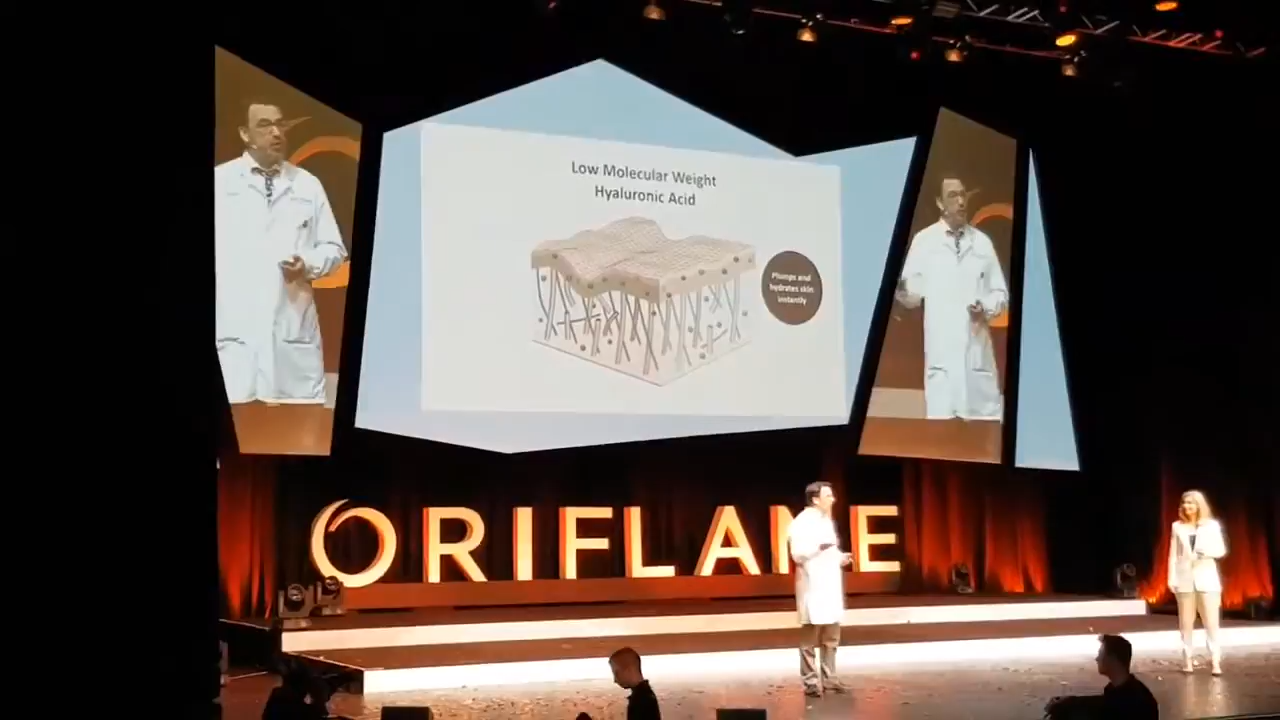 Low Molecular Weight
Hyaluronic Acid
Plumps and
hydrates skin
instantly
ORIFLAME